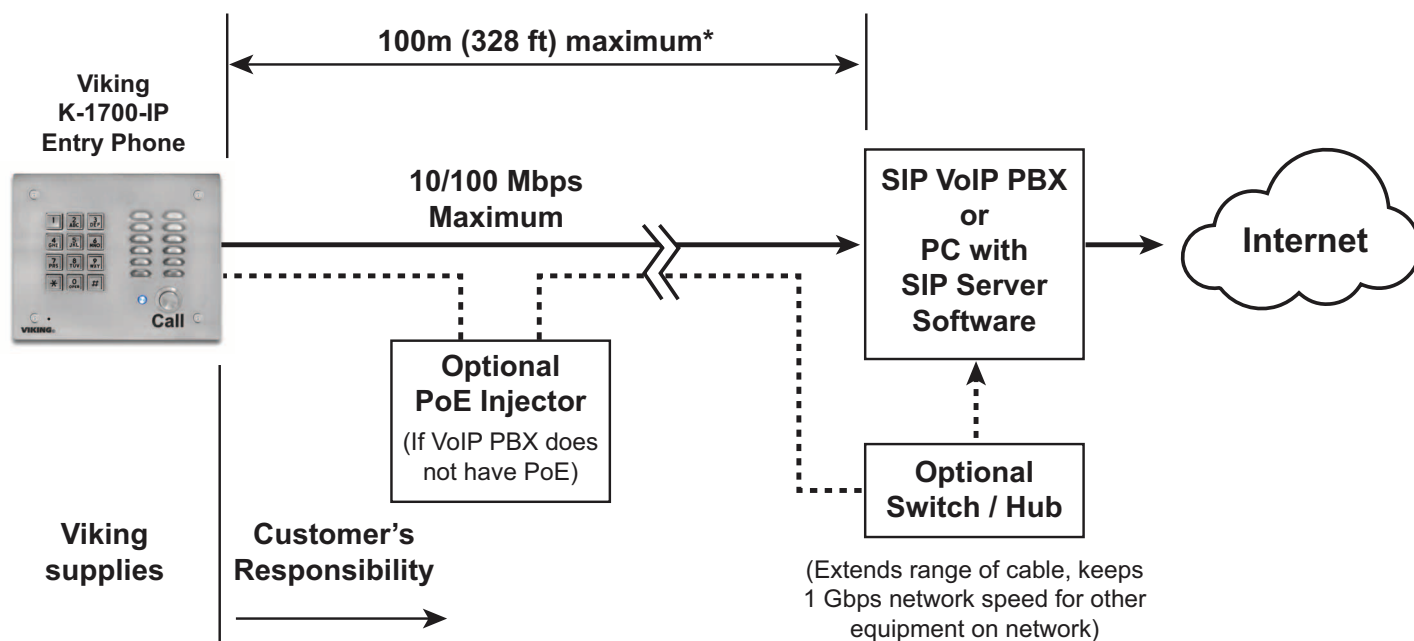 100m (328 ft) maximum*
Viking
K-1700-IP
Entry Phone
1
2
ABC
3
DEF
4
GHI
5
JKL
6
MNO
7
PRS
8
TUV
9
WXY
*
0
OPER
#
Call
VIKING
10/100 Mbps
Maximum
SIP VoIP PBX
or
PC with
SIP Server
Software
Internet
Optional
PoE Injector
(If VoIP PBX does
not have PoE)
Optional
Switch / Hub
(Extends range of cable, keeps
1 Gbps network speed for other
equipment on network)
Viking
supplies
Customer’s
Responsibility